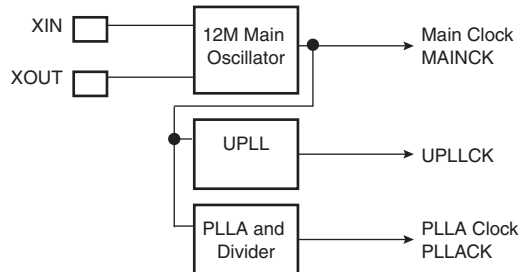 XIN
XOUT
12M Main
Oscillator
Main Clock
MAINCK
UPLL
UPLLCK
PLLA and
Divider
PLLA Clock
PLLACK